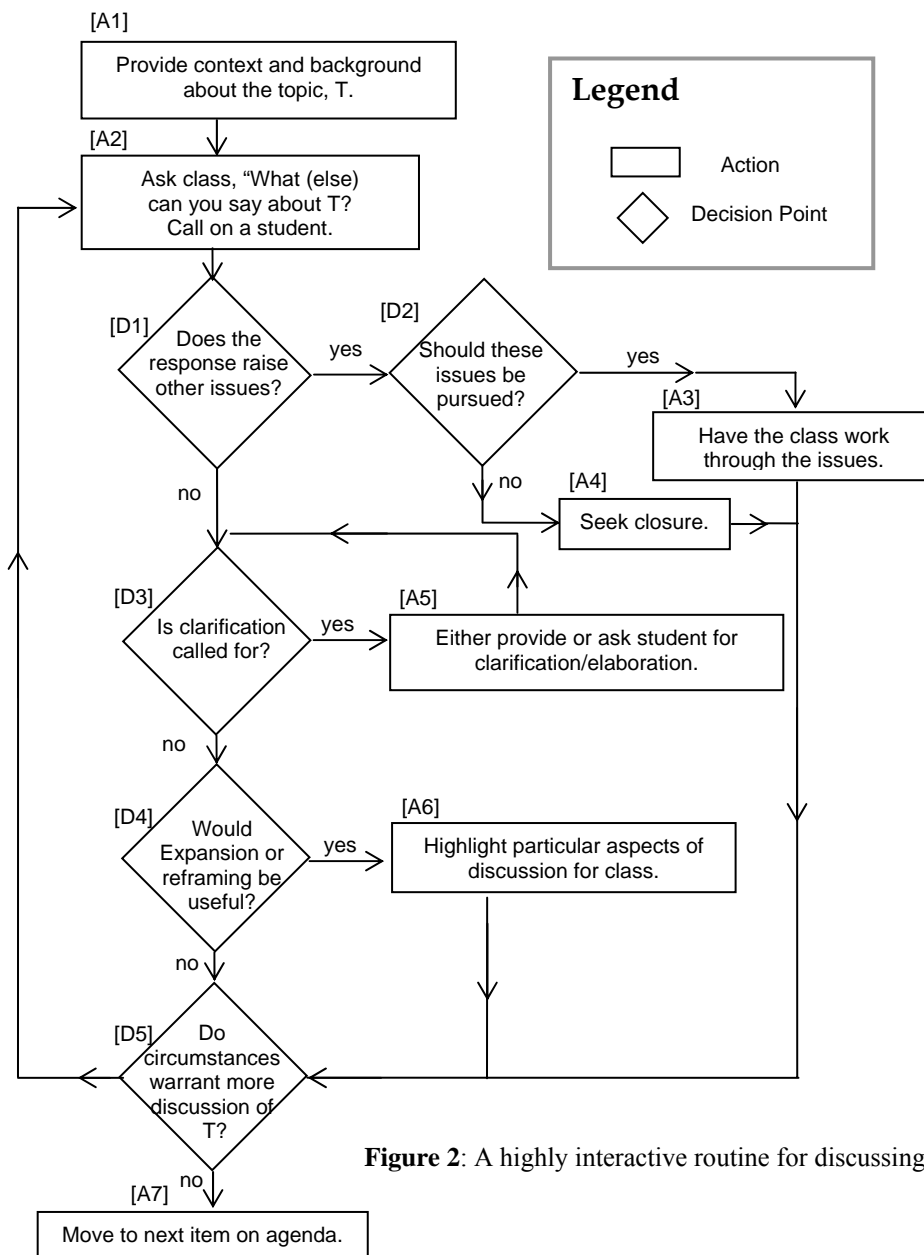 [A1]
Provide context and background
about the topic, T.
Legend
Action
Decision Point
[A2]
Ask class, “What (else)
can you say about T?
Call on a student.
[D1]
Does the
response raise
other issues?
yes
[D2]
Should these
issues be
pursued?
yes
[A3]
Have the class work
through the issues.
no
no
[A4]
Seek closure.
[D3]
Is clarification
called for?
yes
[A5]
Either provide or ask student for
clarification/elaboration.
no
[D4]
Would
Expansion or
reframing be
useful?
yes
[A6]
Highlight particular aspects of
discussion for class.
no
[D5]
Do
circumstances
warrant more
discussion of
T?
Figure 2: A highly interactive routine for discussing
no
[A7]
Move to next item on agenda.